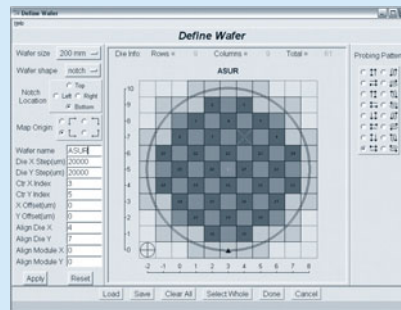 Define Wafer
Help
Define Wafer
Wafer size 200 mm
Wafer shape notch
Notch Location
Top
Left Right
Bottom
Map Origin
Wafer name ASUR
Die X Step(um) 20000
Die Y Step(um) 20000
Ctr X Index 3
Ctr Y Index 5
X Offset(um) 0
Y Offset(um) 0
Align Die X 4
Align Die Y 7
Align Module X 0
Align Module Y 0
Apply Reset
Die Info Rows = 9 Columns = 9 Total = 61
ASUR
10
9
8
7
6
5
4
3
2
1
0
-2 -1 0 1 2 3 4 5 6 7 8
Probing Pattern
Load Save Clear All Select Whole Done Cancel